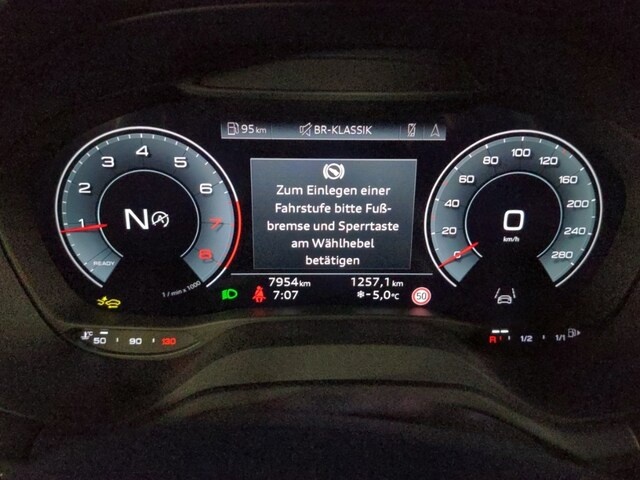 95 km BR-KLASSIK
Zum Einlegen einer
Fahrstufe bitte Fuß-
bremse und Sperrtaste
am Wählhebel
betätigen
7954 km 1257,1 km
7:07 ❄-5,0°C
50
1 2 3 4 5 6 7 8
READY
1 / min x 1000
N A
0 20 40 60 80 100 120 140 160 200 240 280
0
km/h
°C 50 90 130
R 1/2 1/1